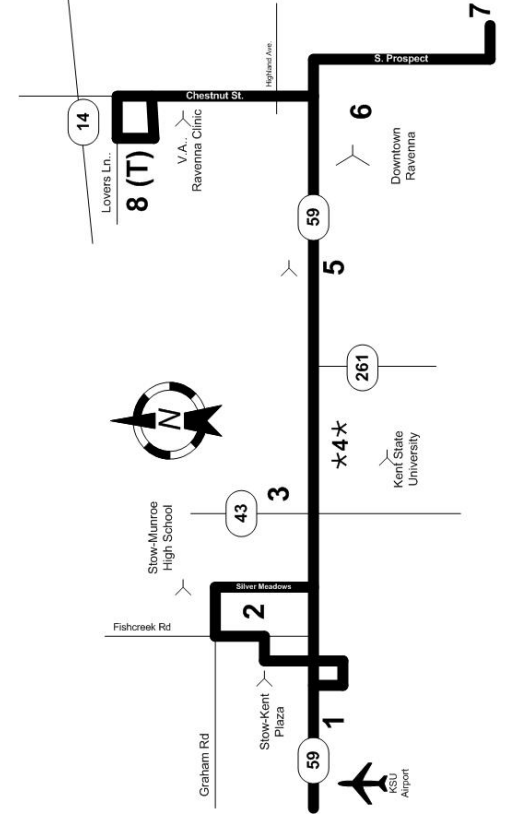 7
S. Prospect
Highland Ave.
Chestnut St.
14
Lovers Ln..
8 (T)
V.A..
Ravenna Clinic
6
Downtown
Ravenna
59
5
261
N
*4*
Kent State
University
3
43
Stow-Munroe
High School
Silver Meadows
2
Fishcreek Rd
Graham Rd
Stow-Kent
Plaza
1
59
KSU
Airport